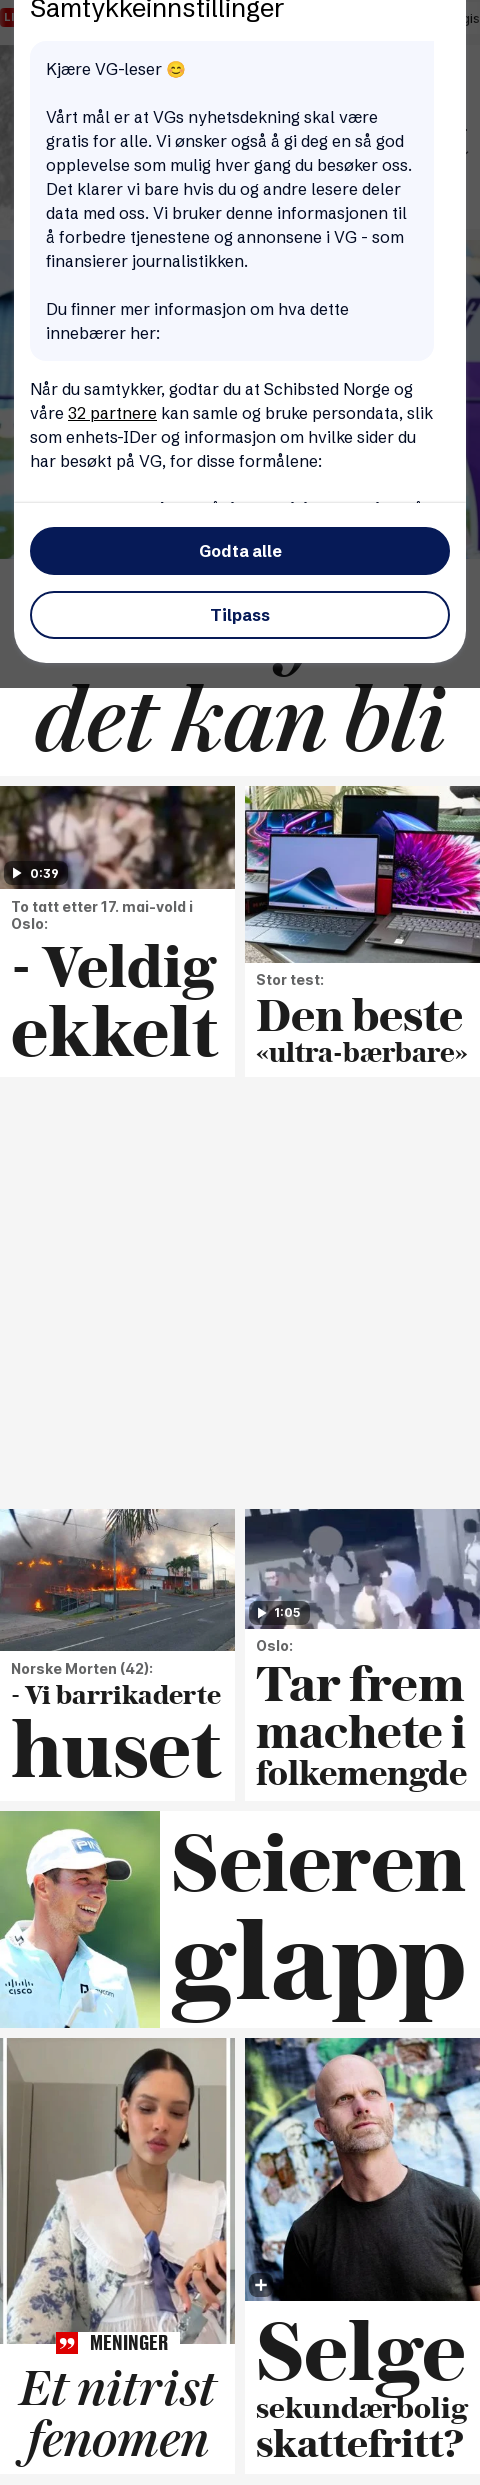 Samtykkeinnstillinger
Kjære VG-leser 😊
Vårt mål er at VGs nyhetsdekning skal være
gratis for alle. Vi ønsker også å gi deg en så god
opplevelse som mulig hver gang du besøker oss.
Det klarer vi bare hvis du og andre lesere deler
data med oss. Vi bruker denne informasjonen til
å forbedre tjenestene og annonsene i VG - som
finansierer journalistikken.
Du finner mer informasjon om hva dette
innebærer her:
Når du samtykker, godtar du at Schibsted Norge og
våre 32 partnere kan samle og bruke persondata, slik
som enhets-IDer og informasjon om hvilke sider du
har besøkt på VG, for disse formålene:
Godta alle
Tilpass
det kan bli
0:39
To tatt etter 17. mai-vold i
Oslo:
- Veldig
ekkelt
Stor test:
Den beste
«ultra-bærbare»
Norske Morten (42):
- Vi barrikaderte
huset
1:05
Oslo:
Tar frem
machete i
folkemengde
PING
CISCO
Seieren
glapp
MENINGER
Et nitrist
fenomen
Selge
sekundærbolig
skattefritt?